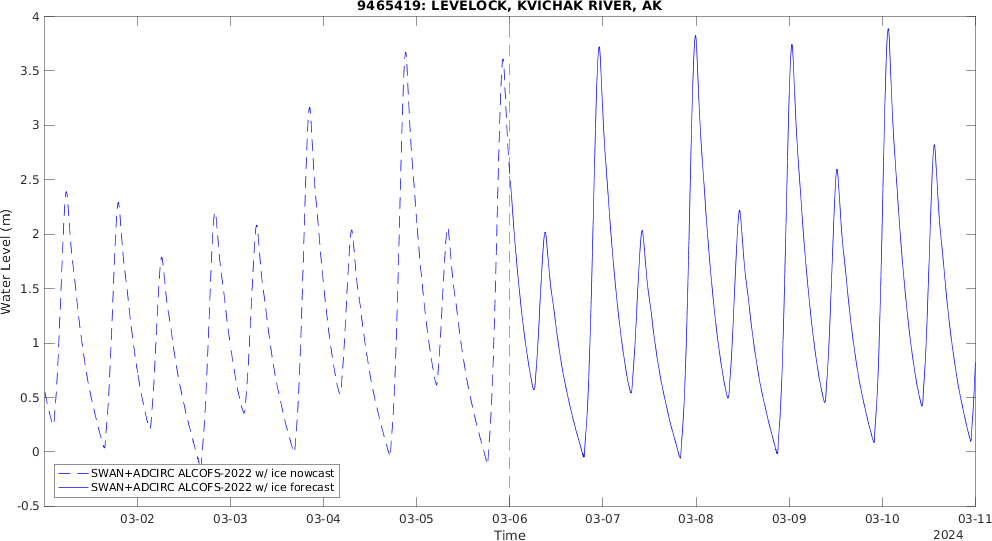 9465419: LEVELOCK, KVICHAK RIVER, AK
Water Level (m)
4
3.5
3
2.5
2
1.5
1
0.5
0
-0.5
SWAN+ADCIRC ALCOFS-2022 w/ ice nowcast
SWAN+ADCIRC ALCOFS-2022 w/ ice forecast
03-02 03-03 03-04 03-05 03-06 03-07 03-08 03-09 03-10 03-11
Time
2024